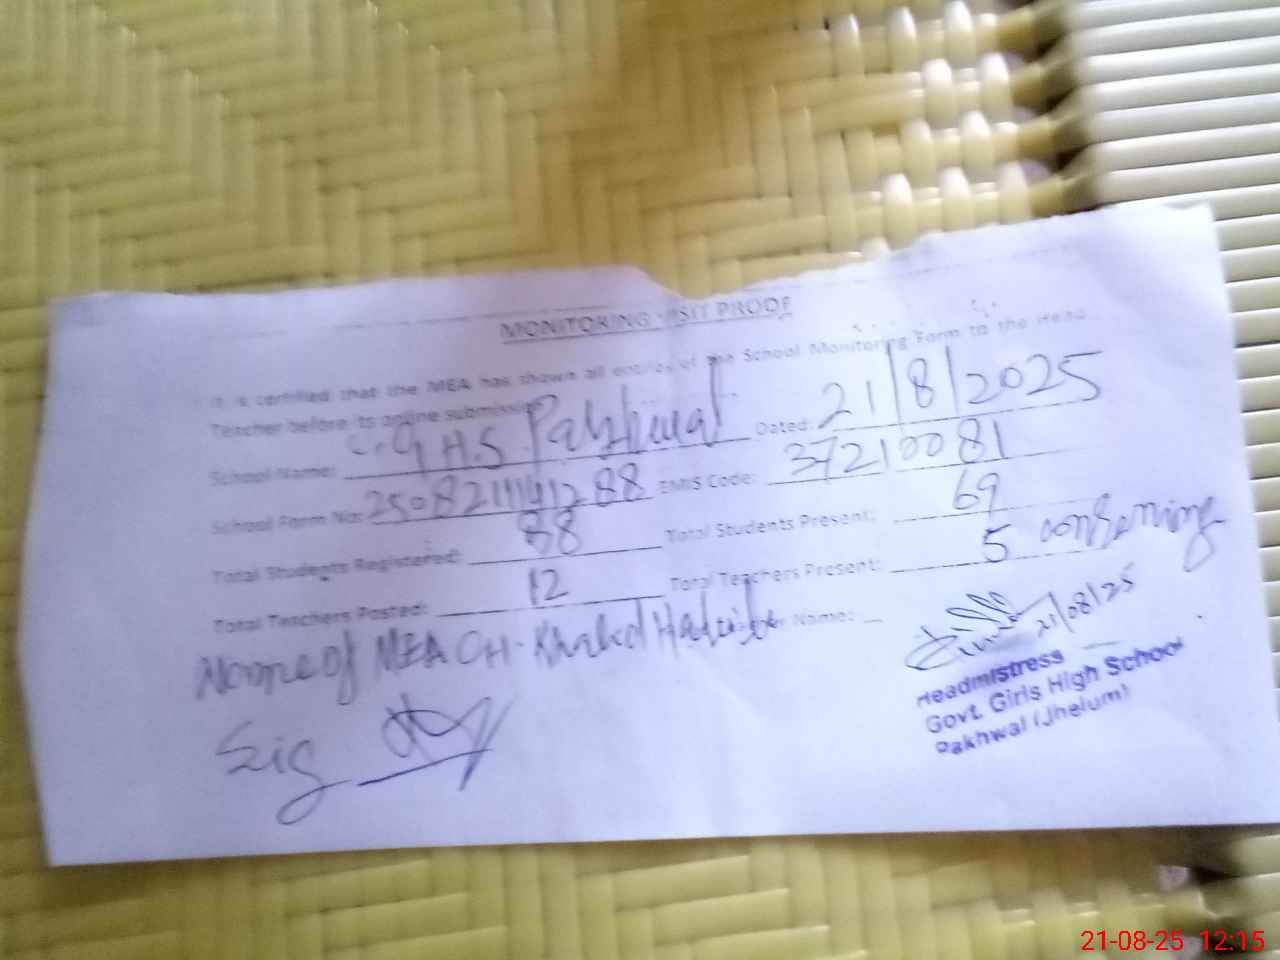 MONITORING VISIT PROOF
It is certified that the MEA has shown all entries of the School Monitoring Form to the Head
Teacher before its online submission
School Name: G.H.S Pakhwal Dated: 21/8/2025
School Form No: EMIS Code: 37210081
Total Students Registered: 88 Total Students Present: 69
Total Teachers Posted: 12 Total Teachers Present: 5
Name of MEA CH. Khalid Name:
21/08/25
Sig
Headmistress
Govt. Girls High School
Pakhwal (Jhelum)
21-08-25 12:15